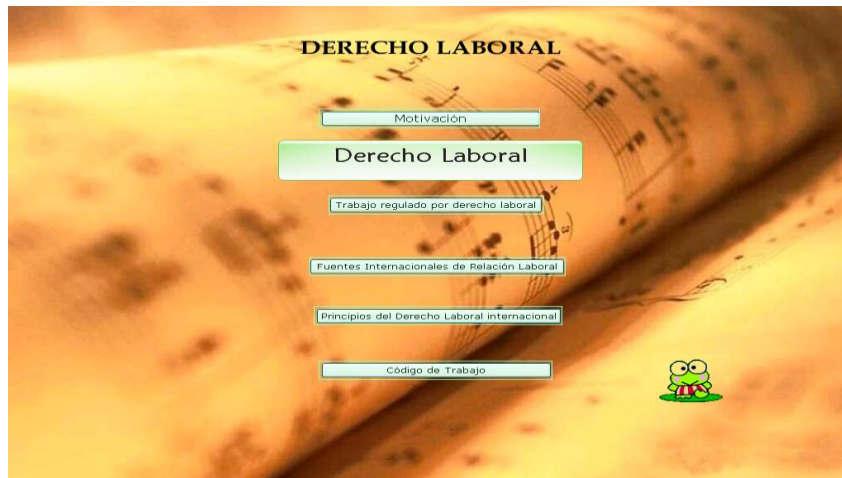 DERECHO LABORAL
Motivación
Derecho Laboral
Trabajo regulado por derecho laboral
Fuentes Internacionales de Relación Laboral
Principios del Derecho Laboral internacional
Código de Trabajo